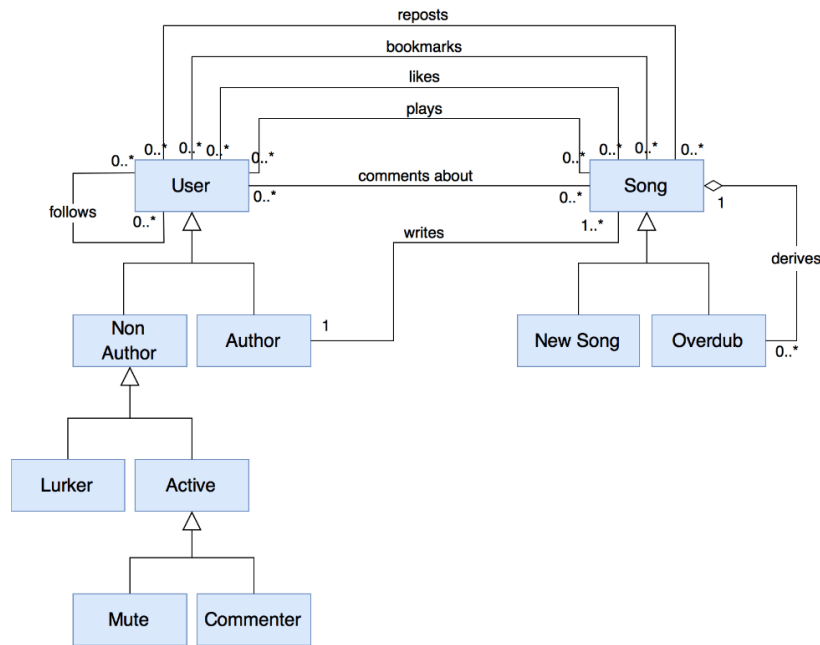 reposts
bookmarks
likes
plays
0..*
0..*
0..*
0..*
0..*
0..*
0..*
0..*
0..*
User
comments about
Song
follows
0..*
0..*
0..*
1
1..*
writes
derives
Non
Author
Author
1
New Song
Overdub
0..*
Lurker
Active
Mute
Commenter